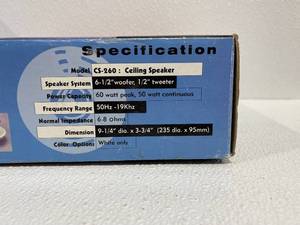 Specification
Model CS-260 : Ceiling Speaker
Speaker System 6-1/2"woofer, 1/2" tweeter
Power Capacity 60 watt peak, 50 watt continuous
Frequency Range 50Hz -19Khz
Normal Impedance 6-8 Ohms
Dimension 9-1/4" dia. x 3-3/4" (235 dia. x 95mm)
Color Option: White only